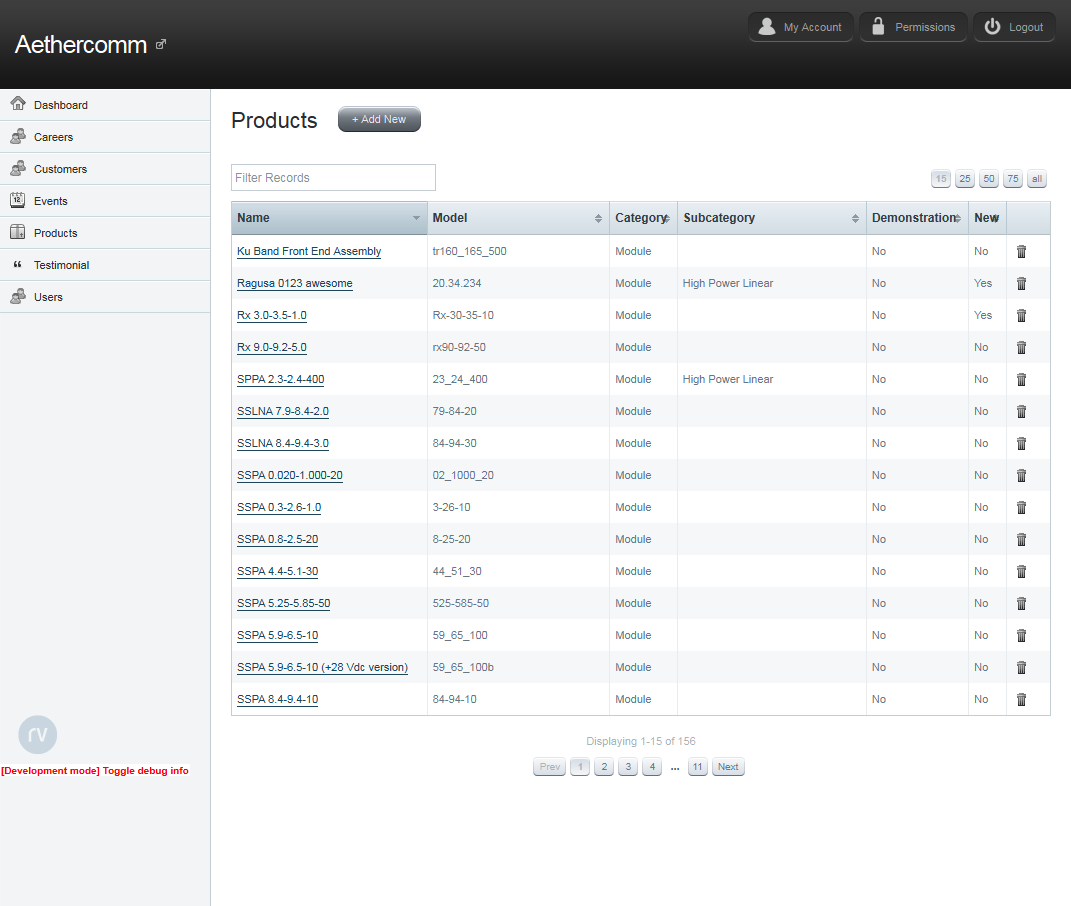 Aethercomm
My Account Permissions Logout
Dashboard
Careers
Customers
Events
Products
Testimonial
Users
rv
[Development mode] Toggle debug info
Products + Add New
Filter Records 15 25 50 75 all
Name Model Category Subcategory Demonstration New
Ku Band Front End Assembly tr160_165_500 Module No No
Ragusa 0123 awesome 20.34.234 Module High Power Linear No Yes
Rx 3.0-3.5-1.0 Rx-30-35-10 Module No Yes
Rx 9.0-9.2-5.0 rx90-92-50 Module No No
SPPA 2.3-2.4-400 23_24_400 Module High Power Linear No No
SSLNA 7.9-8.4-2.0 79-84-20 Module No No
SSLNA 8.4-9.4-3.0 84-94-30 Module No No
SSPA 0.020-1.000-20 02_1000_20 Module No No
SSPA 0.3-2.6-1.0 3-26-10 Module No No
SSPA 0.8-2.5-20 8-25-20 Module No No
SSPA 4.4-5.1-30 44_51_30 Module No No
SSPA 5.25-5.85-50 525-585-50 Module No No
SSPA 5.9-6.5-10 59_65_100 Module No No
SSPA 5.9-6.5-10 (+28 Vdc version) 59_65_100b Module No No
SSPA 8.4-9.4-10 84-94-10 Module No No
Displaying 1-15 of 156
Prev 1 2 3 4 ... 11 Next